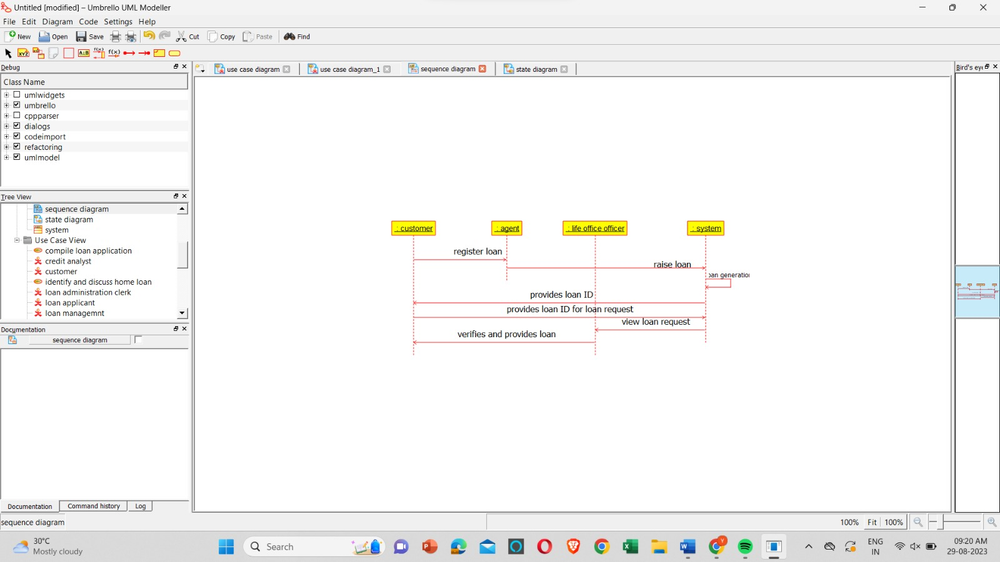 Untitled [modified] – Umbrello UML Modeller
File Edit Diagram Code Settings Help
New Open Save Cut Copy Paste Find
XYZ A:B f(x) f(x)
Debug
Class Name
umlwidgets
umbrello
cppparser
dialogs
codeimport
refactoring
umlmodel
Tree View
sequence diagram
state diagram
system
Use Case View
compile loan application
credit analyst
customer
identify and discuss home loan
loan administration clerk
loan applicant
loan managemnt
Documentation
sequence diagram
Documentation Command history Log
sequence diagram
use case diagram use case diagram_1 sequence diagram state diagram
Bird's eye
: customer : agent : life office officer : system
register loan
raise loan
oan generation
provides loan ID
provides loan ID for loan request
view loan request
verifies and provides loan
100% Fit 100%
30°C
Mostly cloudy
Search
ENG
IN
09:20 AM
29-08-2023